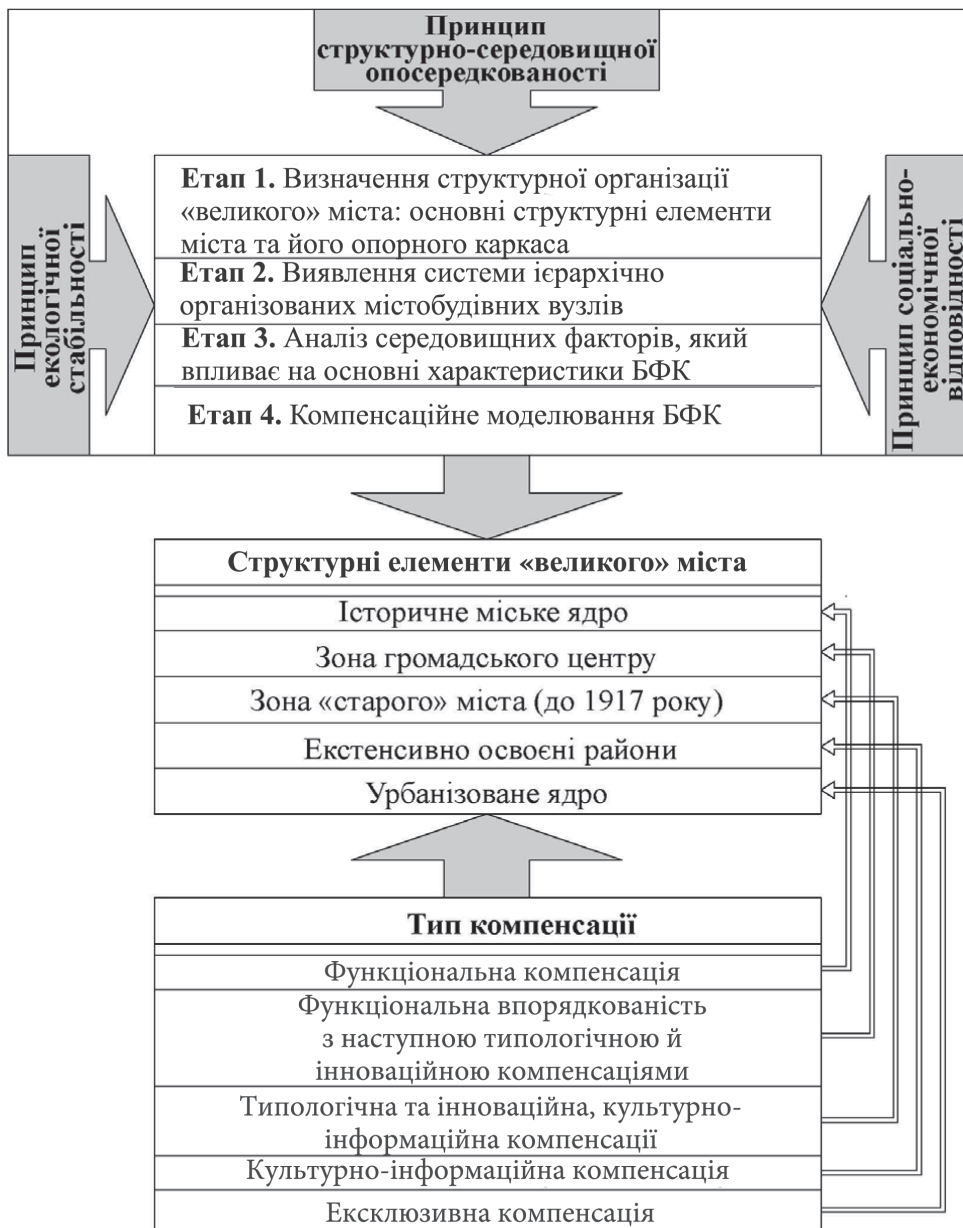 Принцип
структурно-середовищної
опосередкованості
Принцип
екологічної
стабільності
Етап 1. Визначення структурної організації
«великого» міста: основні структурні елементи
міста та його опорного каркаса
Етап 2. Виявлення системи ієрархічно
організованих містобудівних вузлів
Етап 3. Аналіз середовищних факторів, який
впливає на основні характеристики БФК
Етап 4. Компенсаційне моделювання БФК
Принцип соціально-
економічної
відповідності
Структурні елементи «великого» міста
Історичне міське ядро
Зона громадського центру
Зона «старого» міста (до 1917 року)
Екстенсивно освоєні райони
Урбанізоване ядро
Тип компенсації
Функціональна компенсація
Функціональна впорядкованість
з наступною типологічною й
інноваційною компенсаціями
Типологічна та інноваційна, культурно-
інформаційна компенсації
Культурно-інформаційна компенсація
Ексклюзивна компенсація